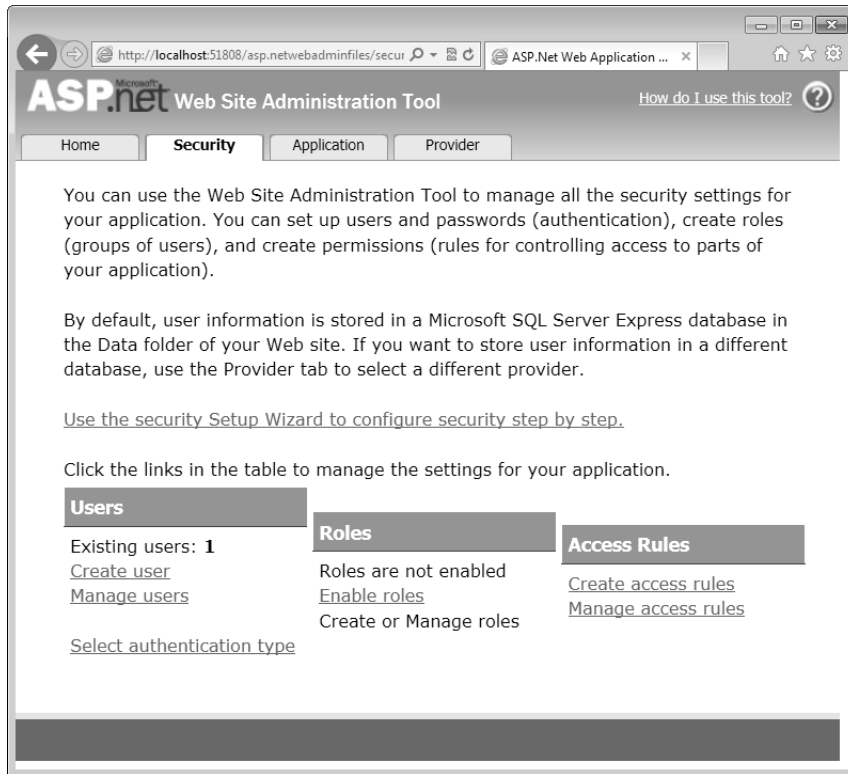 http://localhost:51808/asp.netwebadminfiles/secur
ASP.Net Web Application ...
Microsoft
ASP.net Web Site Administration Tool
How do I use this tool? ?
Home Security Application Provider
You can use the Web Site Administration Tool to manage all the security settings for
your application. You can set up users and passwords (authentication), create roles
(groups of users), and create permissions (rules for controlling access to parts of
your application).
By default, user information is stored in a Microsoft SQL Server Express database in
the Data folder of your Web site. If you want to store user information in a different
database, use the Provider tab to select a different provider.
Use the security Setup Wizard to configure security step by step.
Click the links in the table to manage the settings for your application.
Users
Existing users: 1
Create user
Manage users
Select authentication type
Roles
Roles are not enabled
Enable roles
Create or Manage roles
Access Rules
Create access rules
Manage access rules